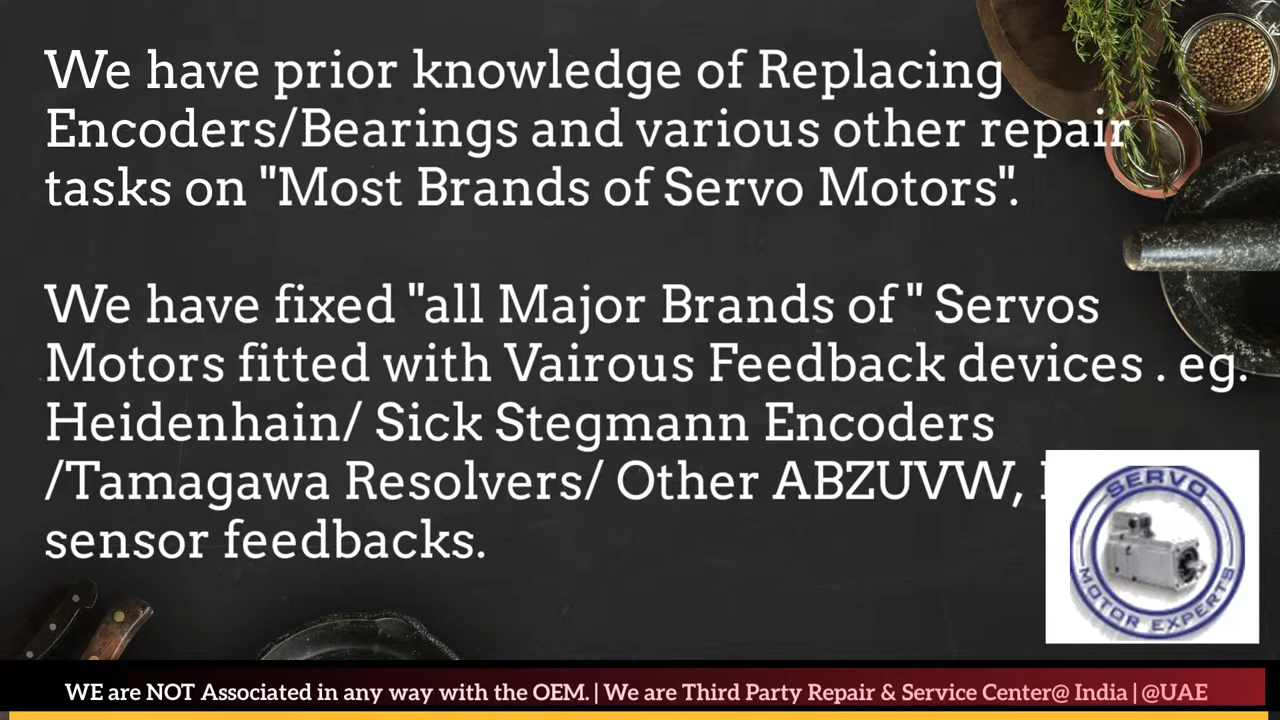 We have prior knowledge of Replacing
Encoders/Bearings and various other repair
tasks on "Most Brands of Servo Motors".
We have fixed "all Major Brands of " Servos
Motors fitted with Vairous Feedback devices . eg.
Heidenhain/ Sick Stegmann Encoders
/Tamagawa Resolvers/ Other ABZUVW,
sensor feedbacks.
SERVO
MOTOR EXPERTS
WE are NOT Associated in any way with the OEM. | We are Third Party Repair & Service Center@ India | @UAE